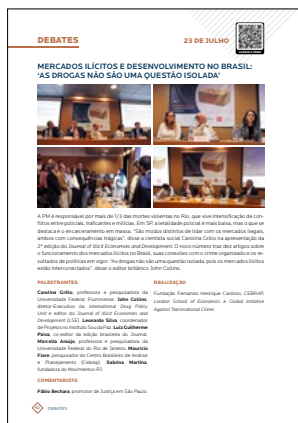 DEBATES
23 DE JULHO
MERCADOS ILÍCITOS E DESENVOLVIMENTO NO BRASIL:
'AS DROGAS NÃO SÃO UMA QUESTÃO ISOLADA'
A PM é responsável por mais de 1/3 das mortes violentas no Rio, que vive intensificação de con-
flitos entre policiais, traficantes e milícias. Em SP, a letalidade policial é mais baixa, mas o que se
destaca é o encarceramento em massa. "São modos distintos de lidar com os mercados ilegais,
ambos com consequências trágicas", disse a cientista social Carolina Grillo na apresentação da
2ª edição do Journal of Illicit Economies and Development. O novo número traz dez artigos sobre
o funcionamento dos mercados ilícitos no Brasil, suas conexões com o crime organizado e os re-
sultados de políticas em vigor. "As drogas não são uma questão isolada, pois os mercados ilícitos
estão interconectados", disse o editor britânico John Collins.
PALESTRANTES
Carolina Grillo, professora e pesquisadora da
Universidade Federal Fluminense. John Collins,
diretor-Executivo da International Drug Policy
Unit e editor do Journal of Illicit Economies and
Development (LSE). Leonardo Silva, coordenador
de Projetos no Instituto Sou da Paz. Luiz Guilherme
Paiva, co-editor da edição brasileira do Journal.
Marcella Araújo, professora e pesquisadora da
Universidade Federal do Rio de Janeiro. Maurício
Fiore, pesquisador do Centro Brasileiro de Análise
e Planejamento (Cebrap). Sabrina Martina,
fundadora do Movimentos-RJ.
COMENTARISTA
Fábio Bechara, promotor de Justiça em São Paulo.
REALIZAÇÃO
Fundação Fernando Henrique Cardoso, CEBRAP,
London School of Economics e Global Initiative
Against Transnational Crime.
DEBATES